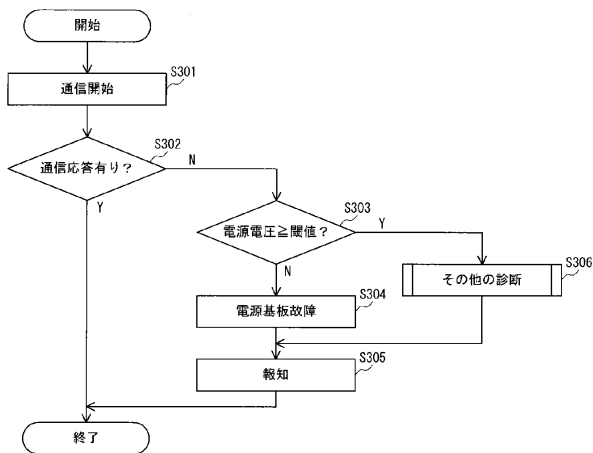 開始
S301
通信開始
S302
通信応答有り?
N
Y
S303
電源電圧≧閾値?
Y
N
S306
その他の診断
S304
電源基板故障
S305
報知
終了